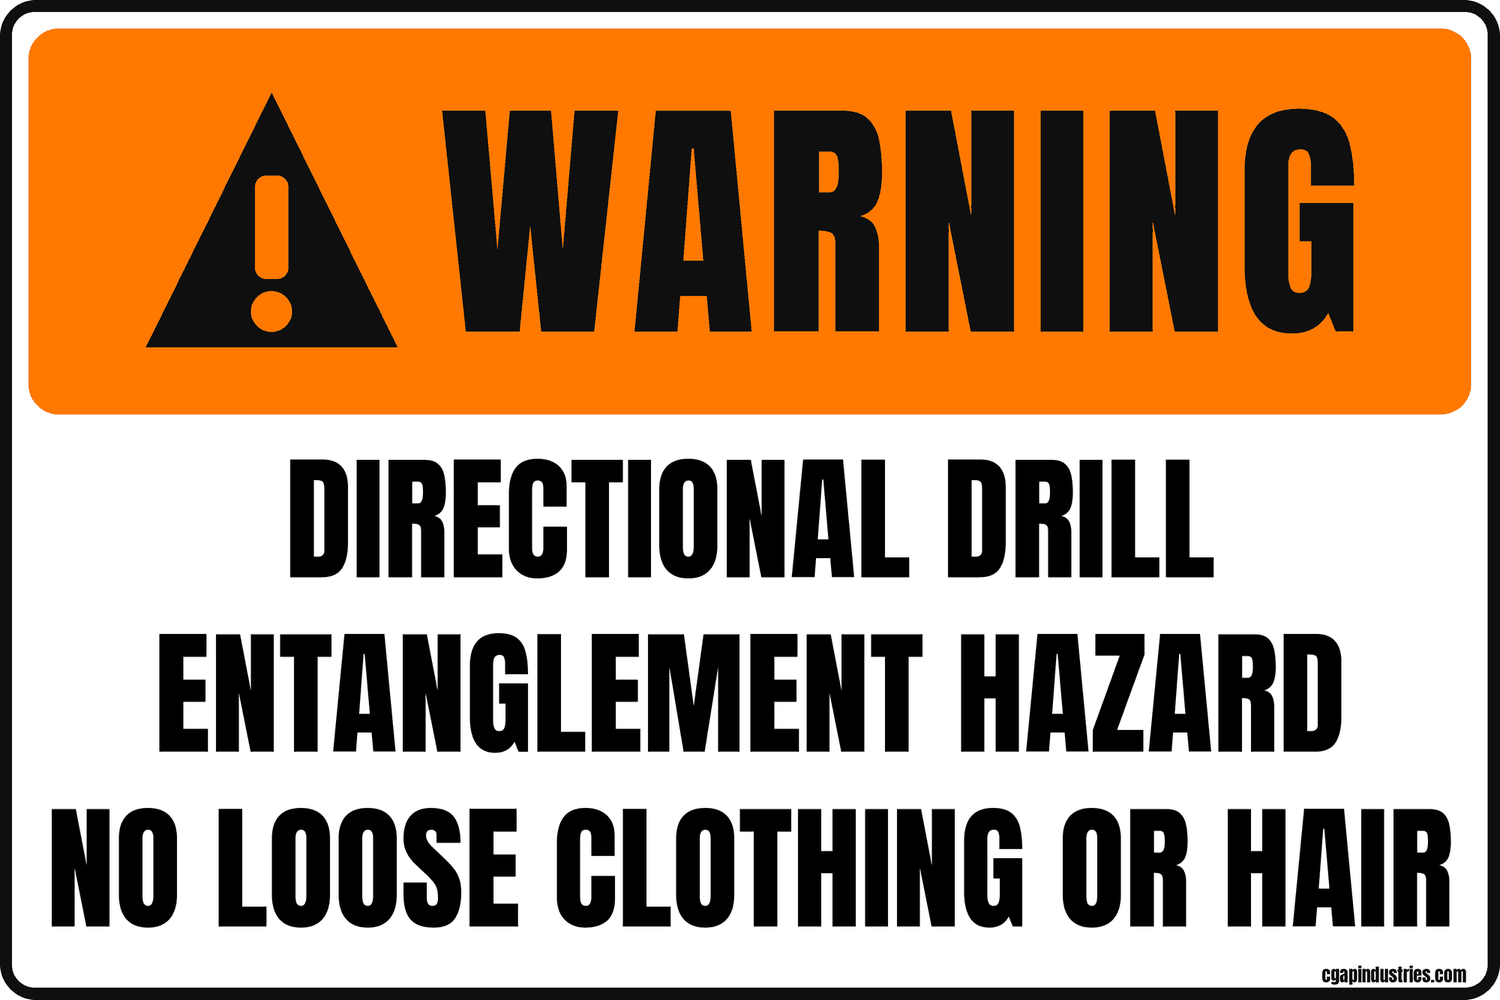 WARNING
DIRECTIONAL DRILL
ENTANGLEMENT HAZARD
NO LOOSE CLOTHING OR HAIR
cgapindustries.com